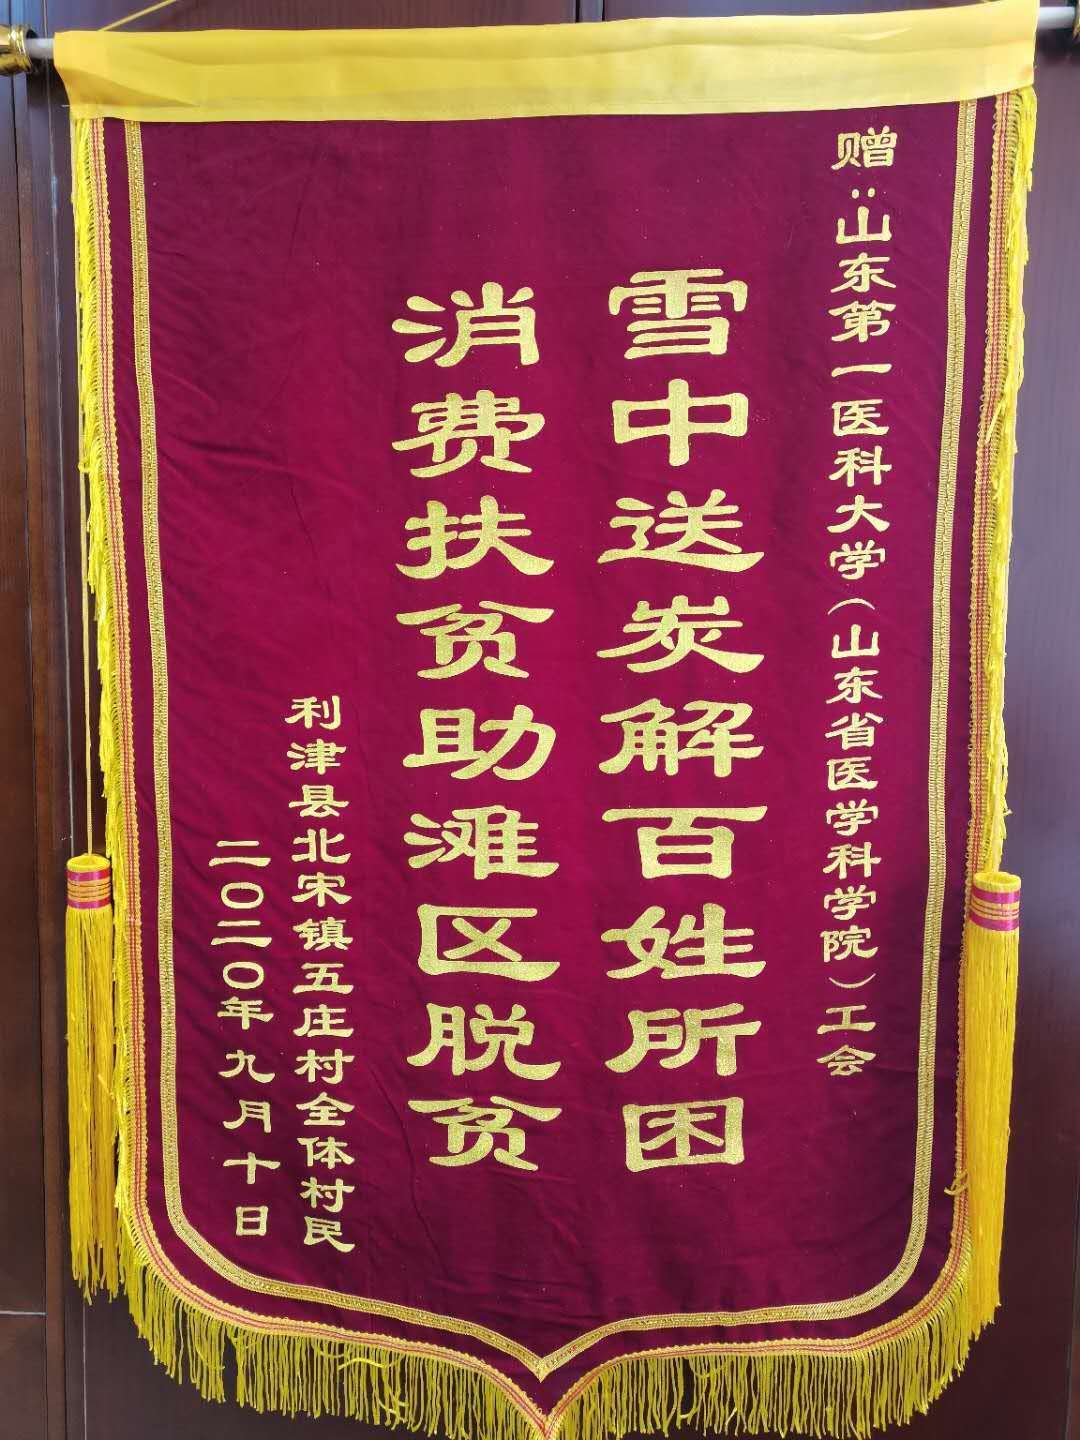 赠:山东第一医科大学(山东省医学科学院)工会
雪中送炭解百姓所困
消费扶贫助滩区脱贫
利津县北宋镇五庄村全体村民
二〇二〇年九月十日